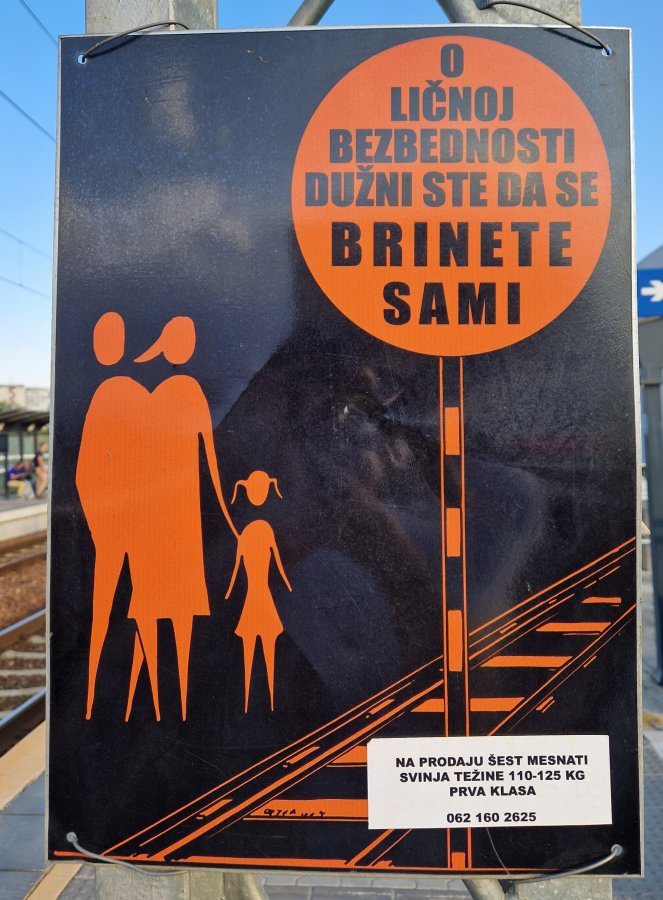 O
LIČNOJ
BEZBEDNOSTI
DUŽNI STE DA SE
BRINETE
SAMI
NA PRODAJU ŠEST MESNATI
SVINJA TEŽINE 110-125 KG
PRVA KLASA
062 160 2625